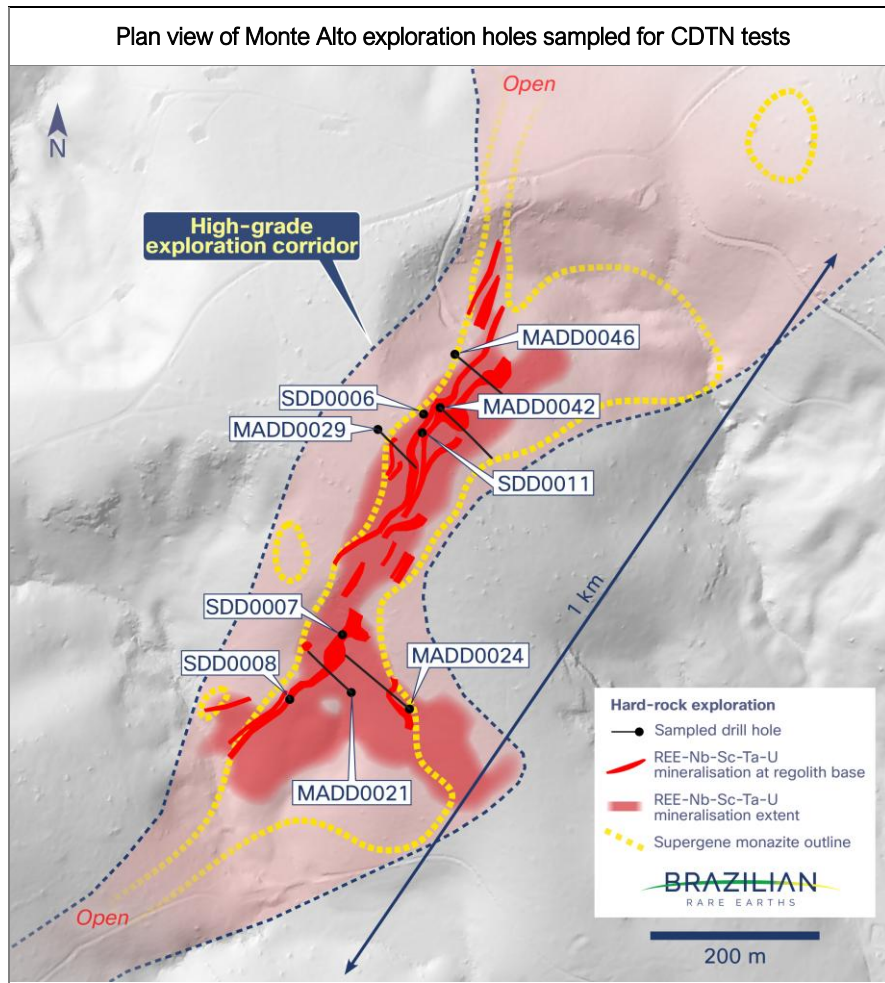 Plan view of Monte Alto exploration holes sampled for CDTN tests
Open
N
High-grade
exploration corridor
MADD0046
SDD0006
MADD0042
MADD0029
SDD0011
1 km
SDD0007
MADD0024
SDD0008
MADD0021
Open
Hard-rock exploration
Sampled drill hole
REE-Nb-Sc-Ta-U
mineralisation at regolith base
REE-Nb-Sc-Ta-U
mineralisation extent
Supergene monazite outline
BRAZILIAN
RARE EARTHS
200 m